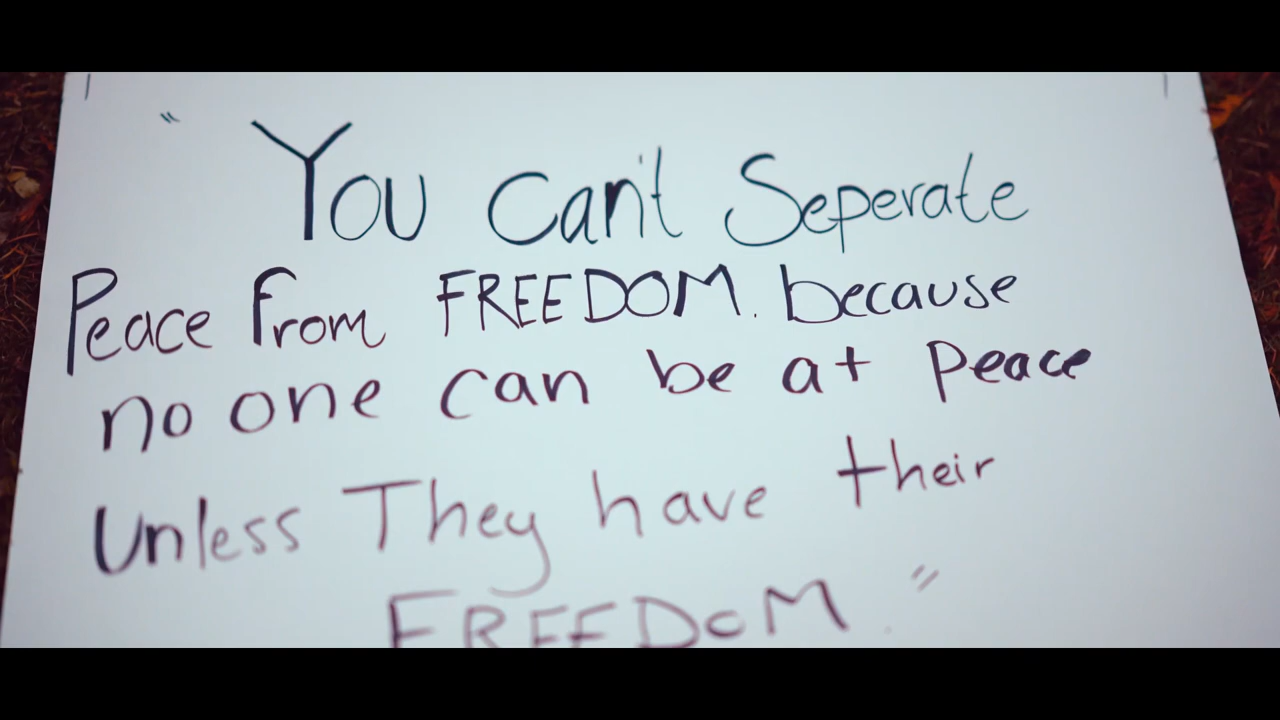 " You Can't Seperate
Peace from FREEDOM. because
no one can be at peace
Unless They have their
FREEDOM."